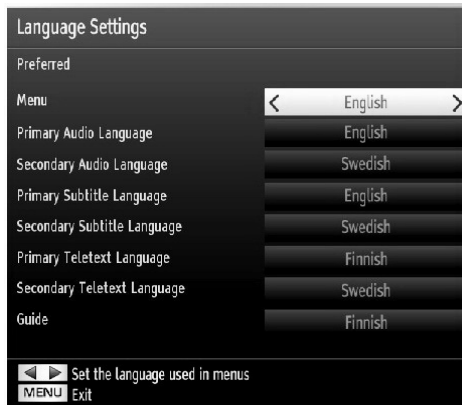 Language Settings
Preferred
Menu < English >
Primary Audio Language English
Secondary Audio Language Swedish
Primary Subtitle Language English
Secondary Subtitle Language Swedish
Primary Teletext Language Finnish
Secondary Teletext Language Swedish
Guide Finnish
Set the language used in menus
MENU Exit